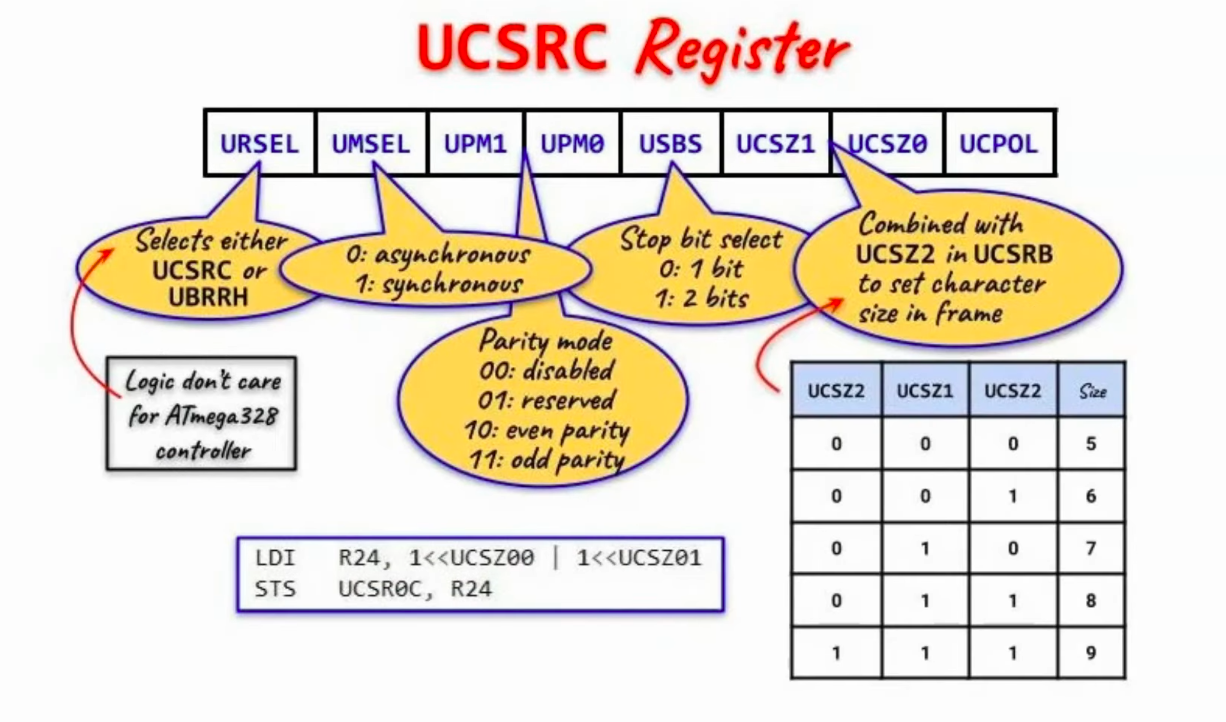 UCSRC Register
URSEL UMSEL UPM1 UPM0 USBS UCSZ1 UCSZ0 UCPOL
Selects either
UCSRC or
UBRRH
0: asynchronous
1: synchronous
Stop bit select
0: 1 bit
1: 2 bits
Combined with
UCSZ2 in UCSRB
to set character
size in frame
Parity mode
00: disabled
01: reserved
10: even parity
11: odd parity
Logic don't care
for ATmega328
controller
UCSZ2 UCSZ1 UCSZ2 Size
0 0 0 5
0 0 1 6
0 1 0 7
0 1 1 8
1 1 1 9
LDI R24, 1<<UCSZ00 | 1<<UCSZ01
STS UCSR0C, R24